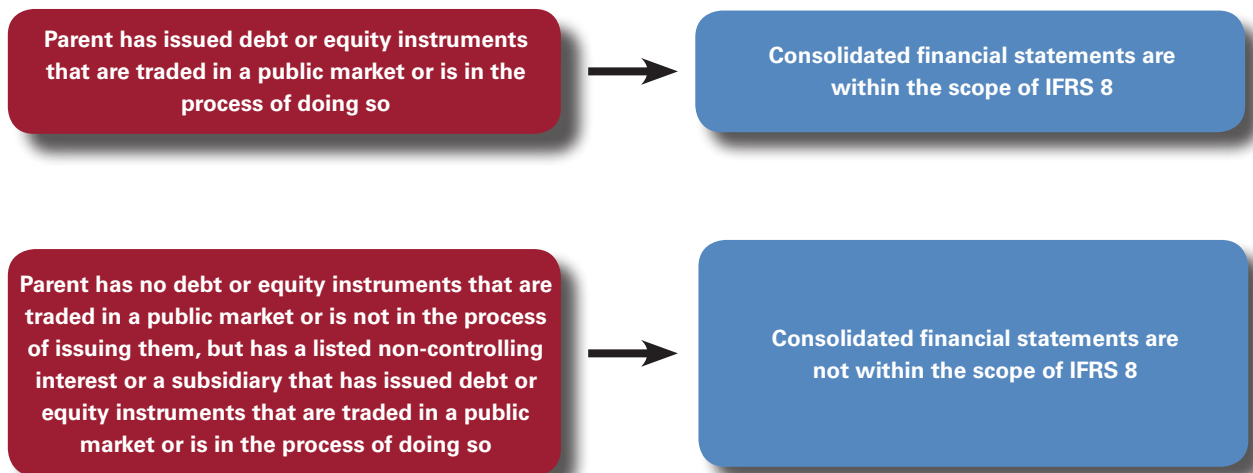 Parent has issued debt or equity instruments
that are traded in a public market or is in the
process of doing so
Consolidated financial statements are
within the scope of IFRS 8
Parent has no debt or equity instruments that are
traded in a public market or is not in the process
of issuing them, but has a listed non-controlling
interest or a subsidiary that has issued debt or
equity instruments that are traded in a public
market or is in the process of doing so
Consolidated financial statements are
not within the scope of IFRS 8